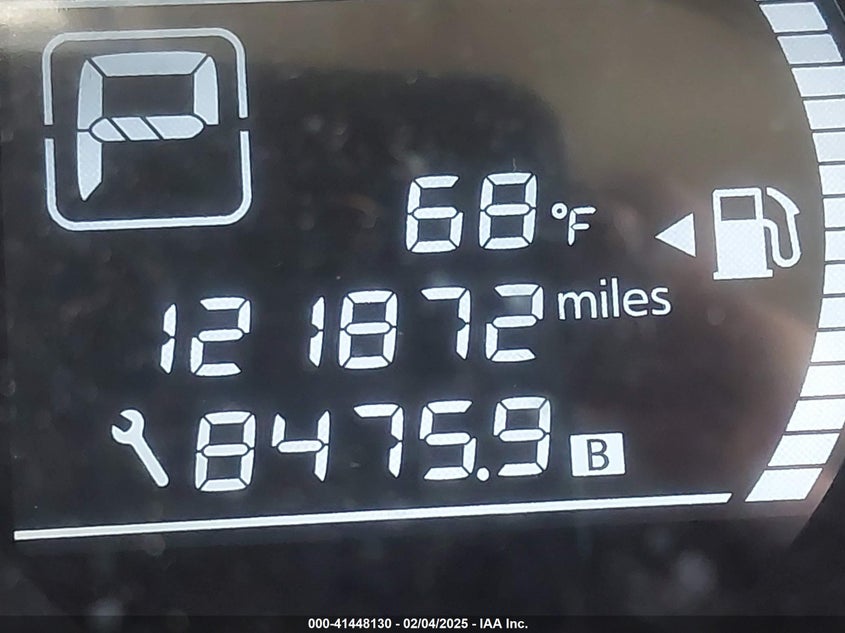 P
68°F
121872 miles
8475.9 B
000-41448130 - 02/04/2025 - IAA Inc.